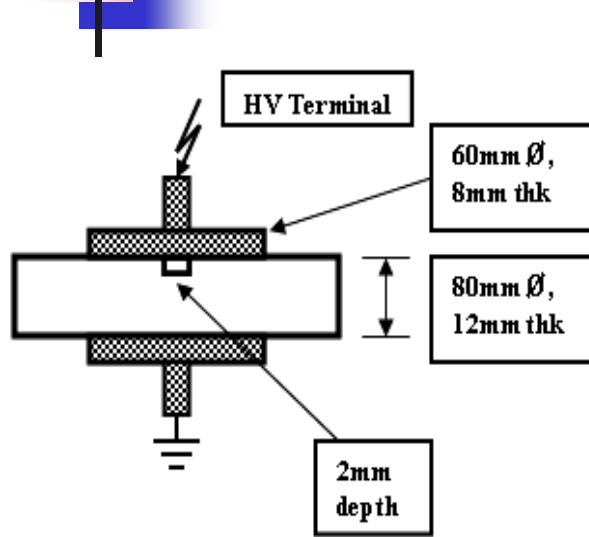 HV Terminal
60mm Ø,
8mm thk
80mm Ø,
12mm thk
2mm
depth